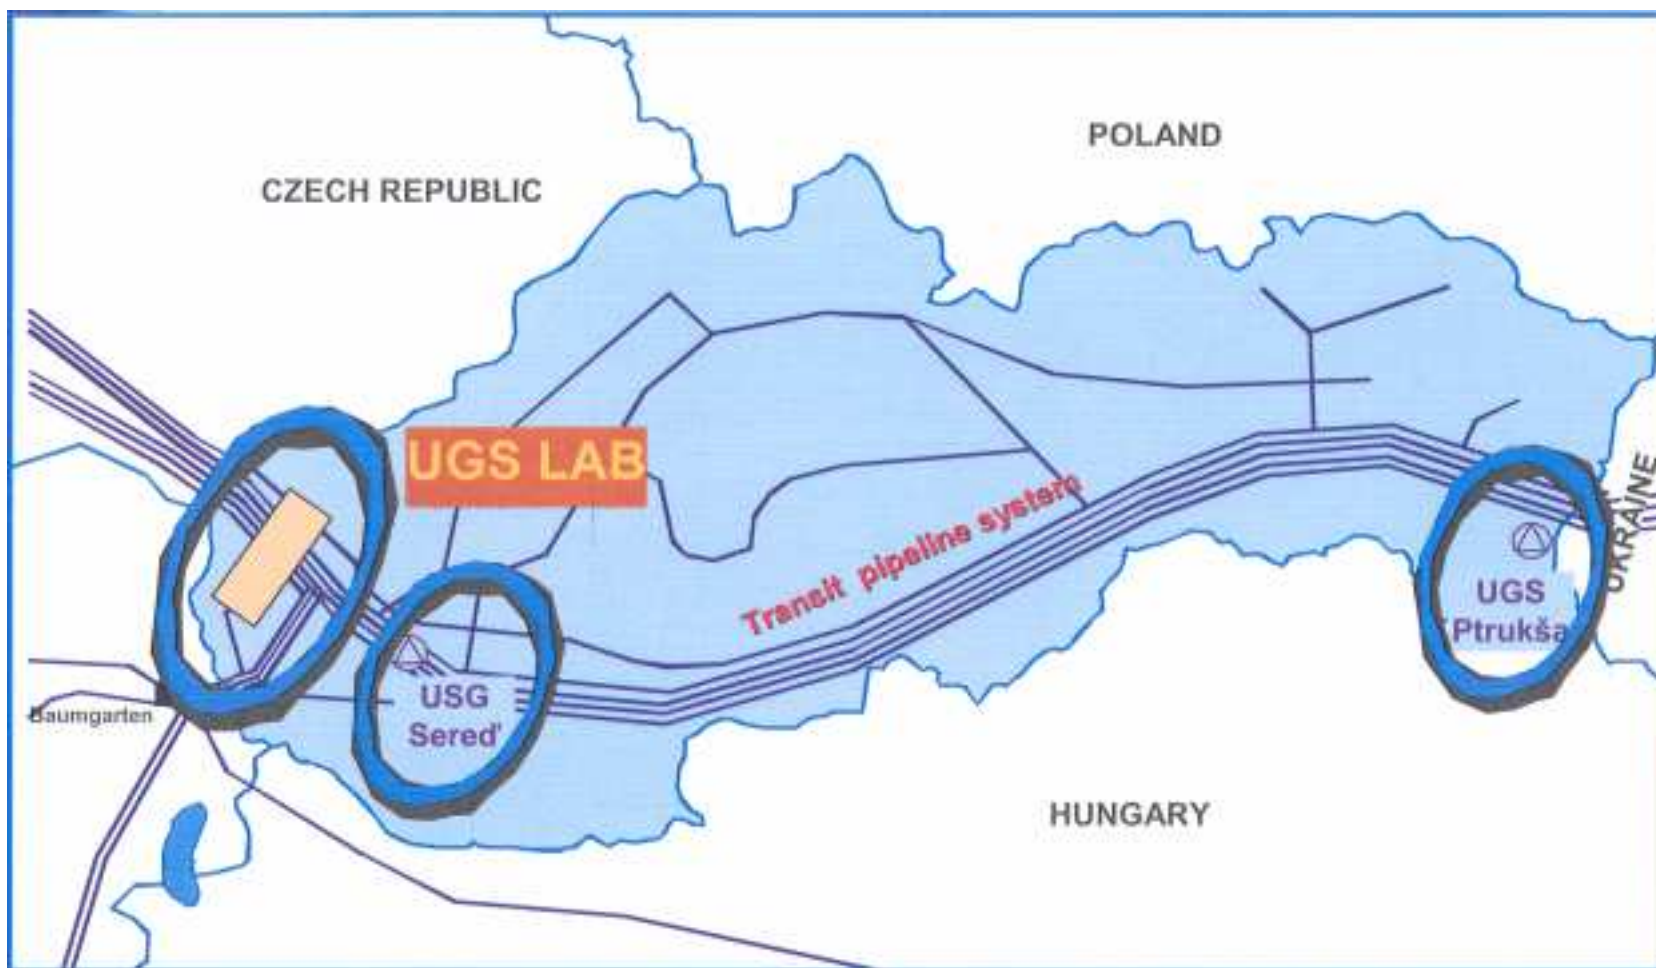 POLAND
CZECH REPUBLIC
UGS LAB
Transit pipeline system
UKRAINE
UGS
Ptrukša
USG
Sereď
Baumgarten
HUNGARY